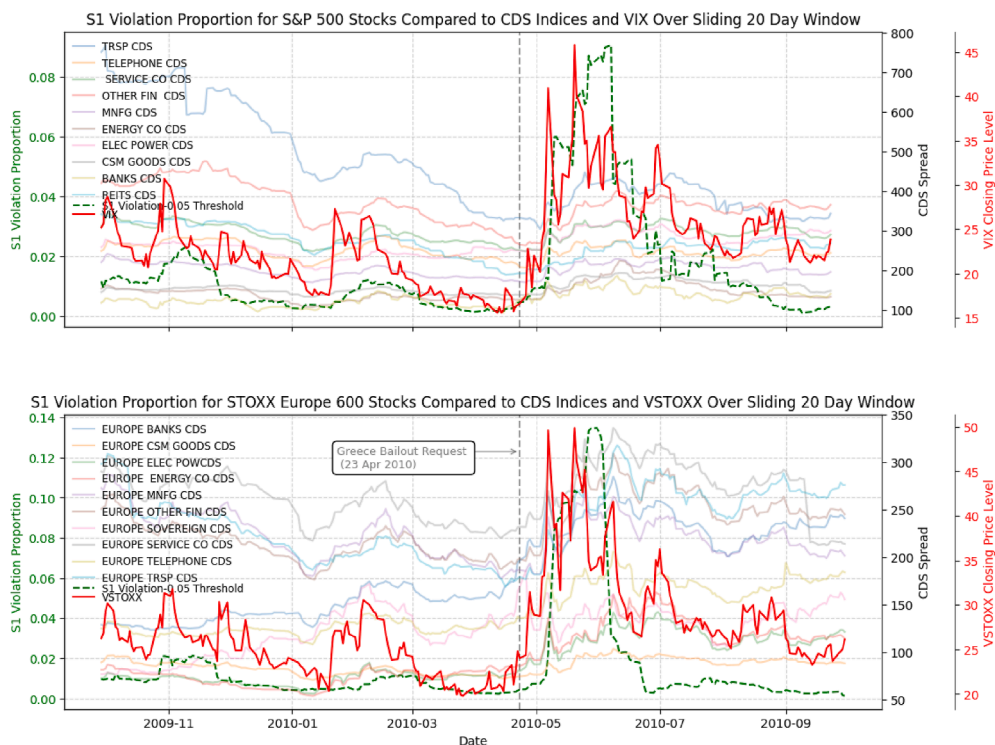 S1 Violation Proportion for S&P 500 Stocks Compared to CDS Indices and VIX Over Sliding 20 Day Window
S1 Violation Proportion
0.08
0.06
0.04
0.02
0.00
TRSP CDS
TELEPHONE CDS
SERVICE CO CDS
OTHER FIN CDS
MNFG CDS
ENERGY CO CDS
ELEC POWER CDS
CSM GOODS CDS
BANKS CDS
REITS CDS
S1 Violation-0.05 Threshold
VIX
800
700
600
500
400
300
200
100
CDS Spread
45
40
35
30
25
20
15
VIX Closing Price Level
S1 Violation Proportion for STOXX Europe 600 Stocks Compared to CDS Indices and VSTOXX Over Sliding 20 Day Window
S1 Violation Proportion
0.14
0.12
0.10
0.08
0.06
0.04
0.02
0.00
EUROPE BANKS CDS
EUROPE CSM GOODS CDS
EUROPE ELEC POWCDS
EUROPE ENERGY CO CDS
EUROPE MNFG CDS
EUROPE OTHER FIN CDS
EUROPE SOVEREIGN CDS
EUROPE SERVICE CO CDS
EUROPE TELEPHONE CDS
EUROPE TRSP CDS
S1 Violation-0.05 Threshold
VSTOXX
Greece Bailout Request
(23 Apr 2010)
350
300
250
200
150
100
50
CDS Spread
50
45
40
35
30
25
20
VSTOXX Closing Price Level
2009-11
2010-01
2010-03
2010-05
2010-07
2010-09
Date